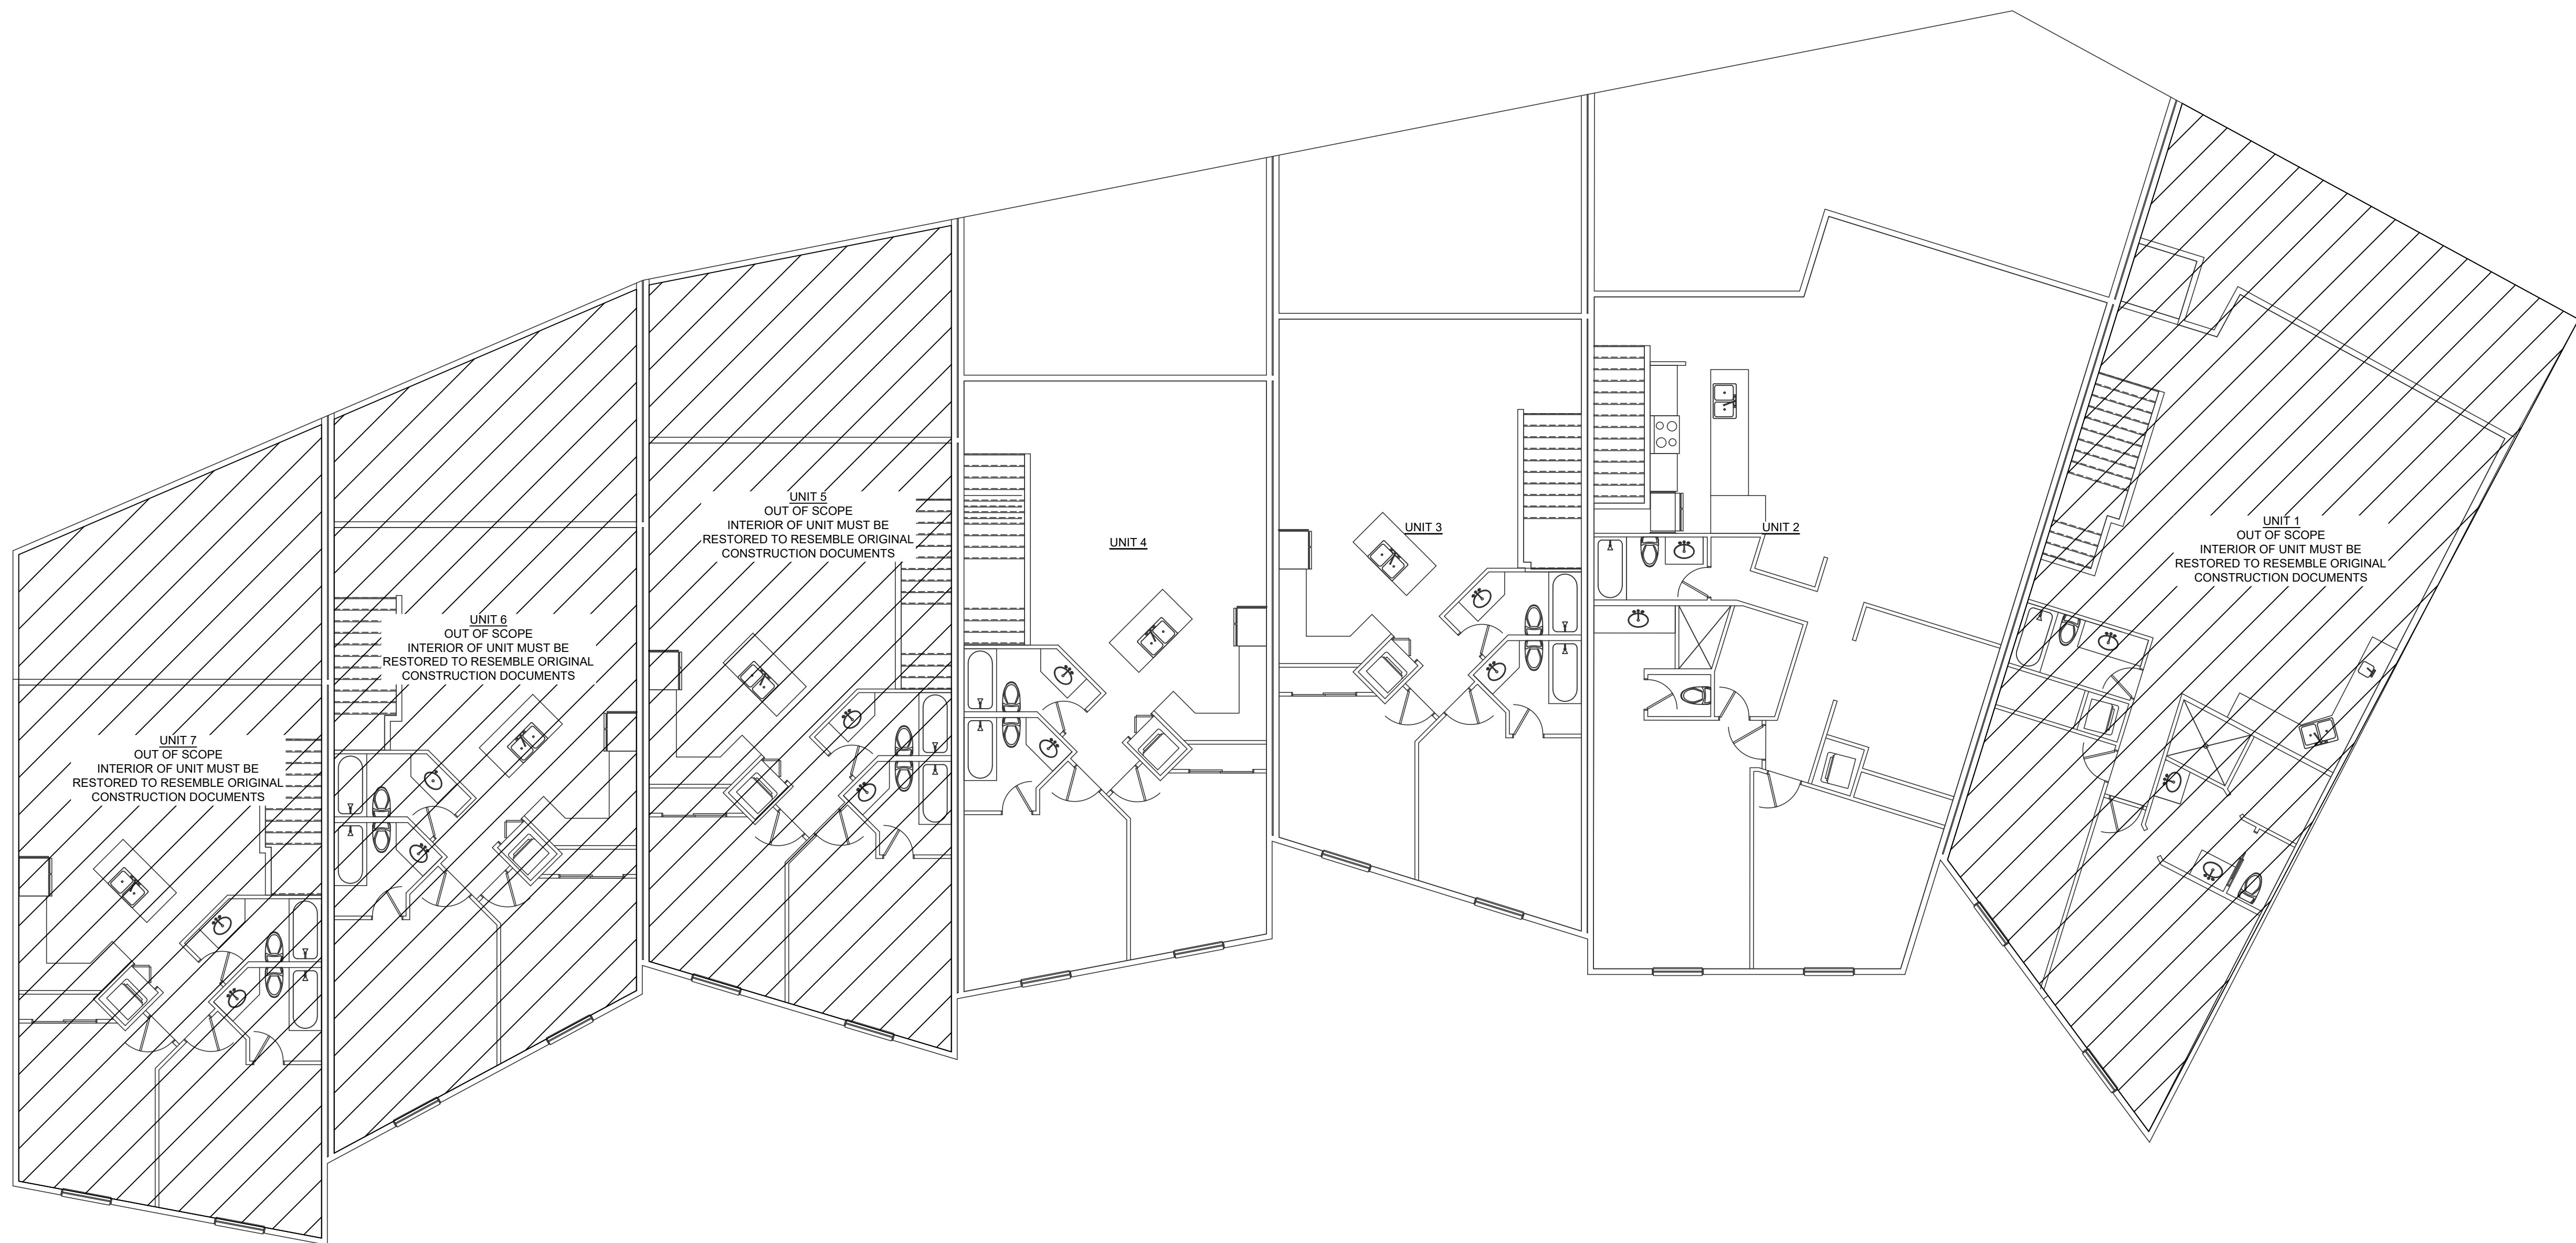 UNIT 7
OUT OF SCOPE
INTERIOR OF UNIT MUST BE
RESTORED TO RESEMBLE ORIGINAL
CONSTRUCTION DOCUMENTS
UNIT 6
OUT OF SCOPE
INTERIOR OF UNIT MUST BE
RESTORED TO RESEMBLE ORIGINAL
CONSTRUCTION DOCUMENTS
UNIT 5
OUT OF SCOPE
INTERIOR OF UNIT MUST BE
RESTORED TO RESEMBLE ORIGINAL
CONSTRUCTION DOCUMENTS
UNIT 4
UNIT 3
UNIT 2
UNIT 1
OUT OF SCOPE
INTERIOR OF UNIT MUST BE
RESTORED TO RESEMBLE ORIGINAL
CONSTRUCTION DOCUMENTS